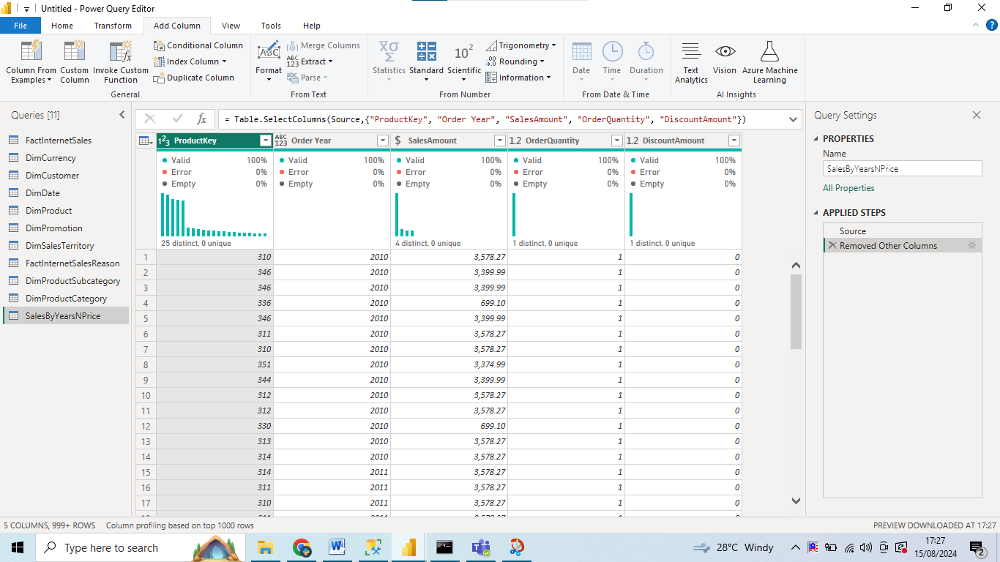 Untitled - Power Query Editor
File Home Transform Add Column View Tools Help
Column From Examples
Custom Column
Invoke Custom Function
Conditional Column
Index Column
Duplicate Column
General
ABC
Format
Merge Columns
ABC 123 Extract
abc Parse
From Text
XΟ Σ
Statistics
Standard
10²
Scientific
Trigonometry
.00 Rounding
Information
From Number
Date
Time
Duration
From Date & Time
Text Analytics
Vision
Azure Machine Learning
AI Insights
Queries [11]
FactInternetSales
DimCurrency
DimCustomer
DimDate
DimProduct
DimPromotion
DimSalesTerritory
FactInternetSalesReason
DimProductSubcategory
DimProductCategory
SalesByYearsNPrice
fx = Table.SelectColumns(Source,{"ProductKey", "Order Year", "SalesAmount", "OrderQuantity", "DiscountAmount"})
1²3 ProductKey ABC 123 Order Year $ SalesAmount 1.2 OrderQuantity 1.2 DiscountAmount
Valid 100% Valid 100% Valid 100% Valid 100% Valid 100%
Error 0% Error 0% Error 0% Error 0% Error 0%
Empty 0% Empty 0% Empty 0% Empty 0% Empty 0%
25 distinct, 0 unique 4 distinct, 0 unique 1 distinct, 0 unique 1 distinct, 0 unique
1 310 2010 3,578.27 1 0
2 346 2010 3,399.99 1 0
3 346 2010 3,399.99 1 0
4 336 2010 699.10 1 0
5 346 2010 3,399.99 1 0
6 311 2010 3,578.27 1 0
7 310 2010 3,578.27 1 0
8 351 2010 3,374.99 1 0
9 344 2010 3,399.99 1 0
10 312 2010 3,578.27 1 0
11 312 2010 3,578.27 1 0
12 330 2010 699.10 1 0
13 313 2010 3,578.27 1 0
14 314 2010 3,578.27 1 0
15 314 2011 3,578.27 1 0
16 311 2011 3,578.27 1 0
17 310 2011 3,578.27 1 0
Query Settings
PROPERTIES
Name
SalesByYearsNPrice
All Properties
APPLIED STEPS
Source
Removed Other Columns
5 COLUMNS, 999+ ROWS Column profiling based on top 1000 rows
PREVIEW DOWNLOADED AT 17:27
Type here to search
28°C Windy
17:27
15/08/2024
2